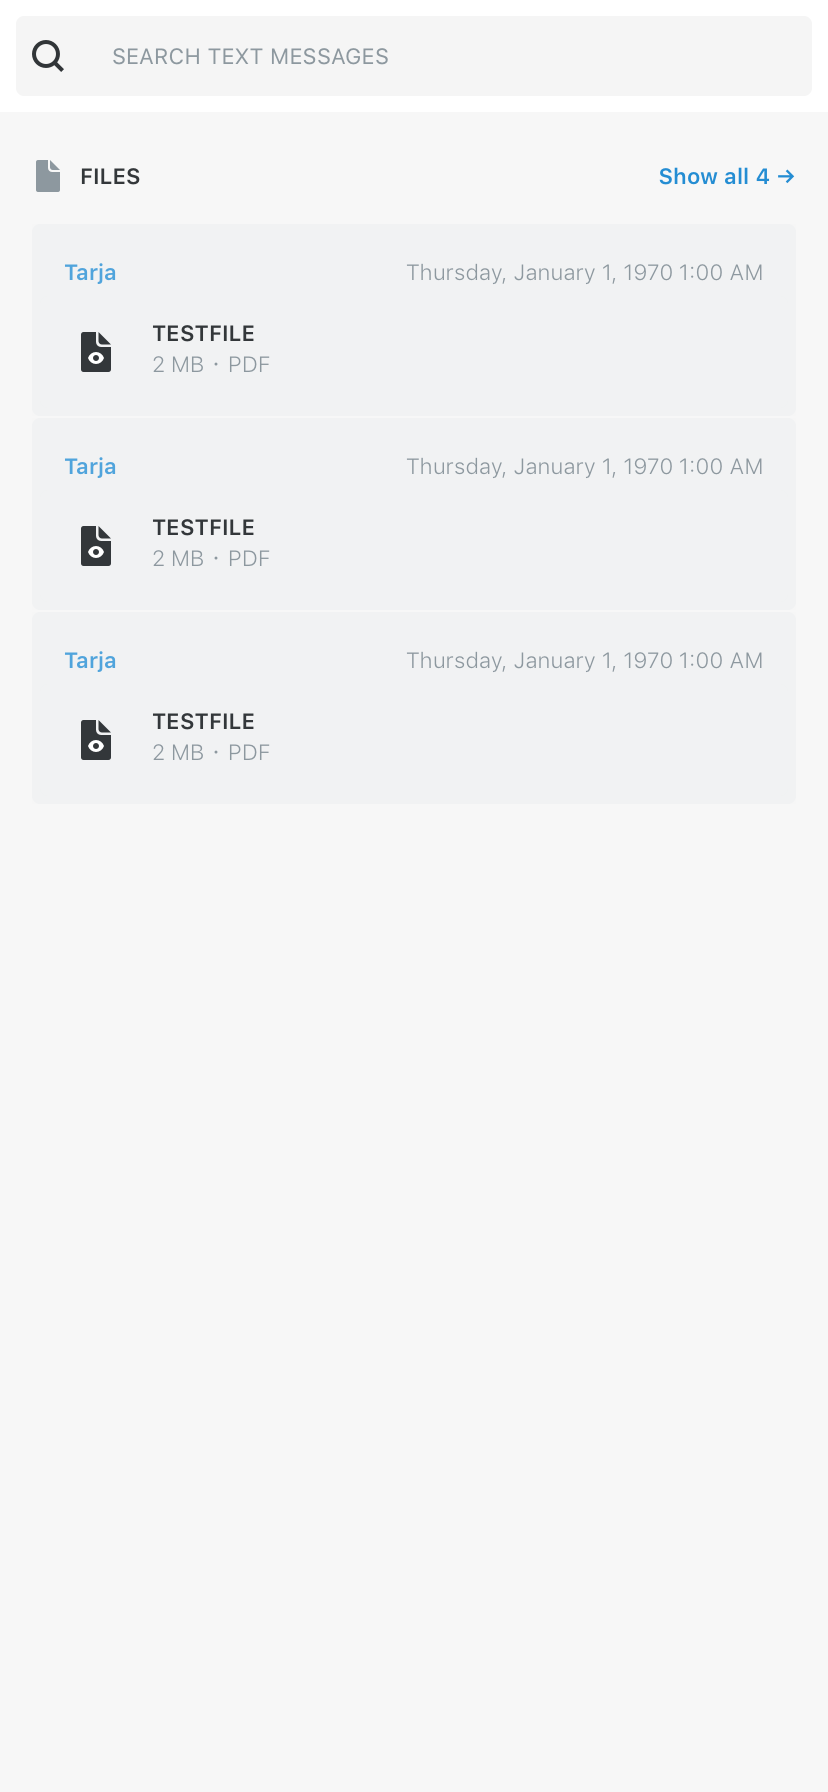 SEARCH TEXT MESSAGES
FILES Show all 4 →
Tarja Thursday, January 1, 1970 1:00 AM
TESTFILE
2 MB · PDF
Tarja Thursday, January 1, 1970 1:00 AM
TESTFILE
2 MB · PDF
Tarja Thursday, January 1, 1970 1:00 AM
TESTFILE
2 MB · PDF